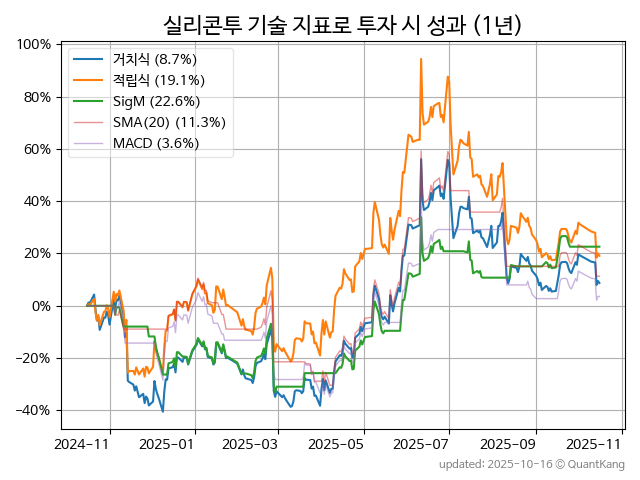 실리콘투 기술 지표로 투자 시 성과 (1년)
100%
80%
60%
40%
20%
0%
−20%
−40%
거치식 (8.7%)
적립식 (19.1%)
SigM (22.6%)
SMA(20) (11.3%)
MACD (3.6%)
2024-11
2025-01
2025-03
2025-05
2025-07
2025-09
2025-11
updated: 2025-10-16 © QuantKang